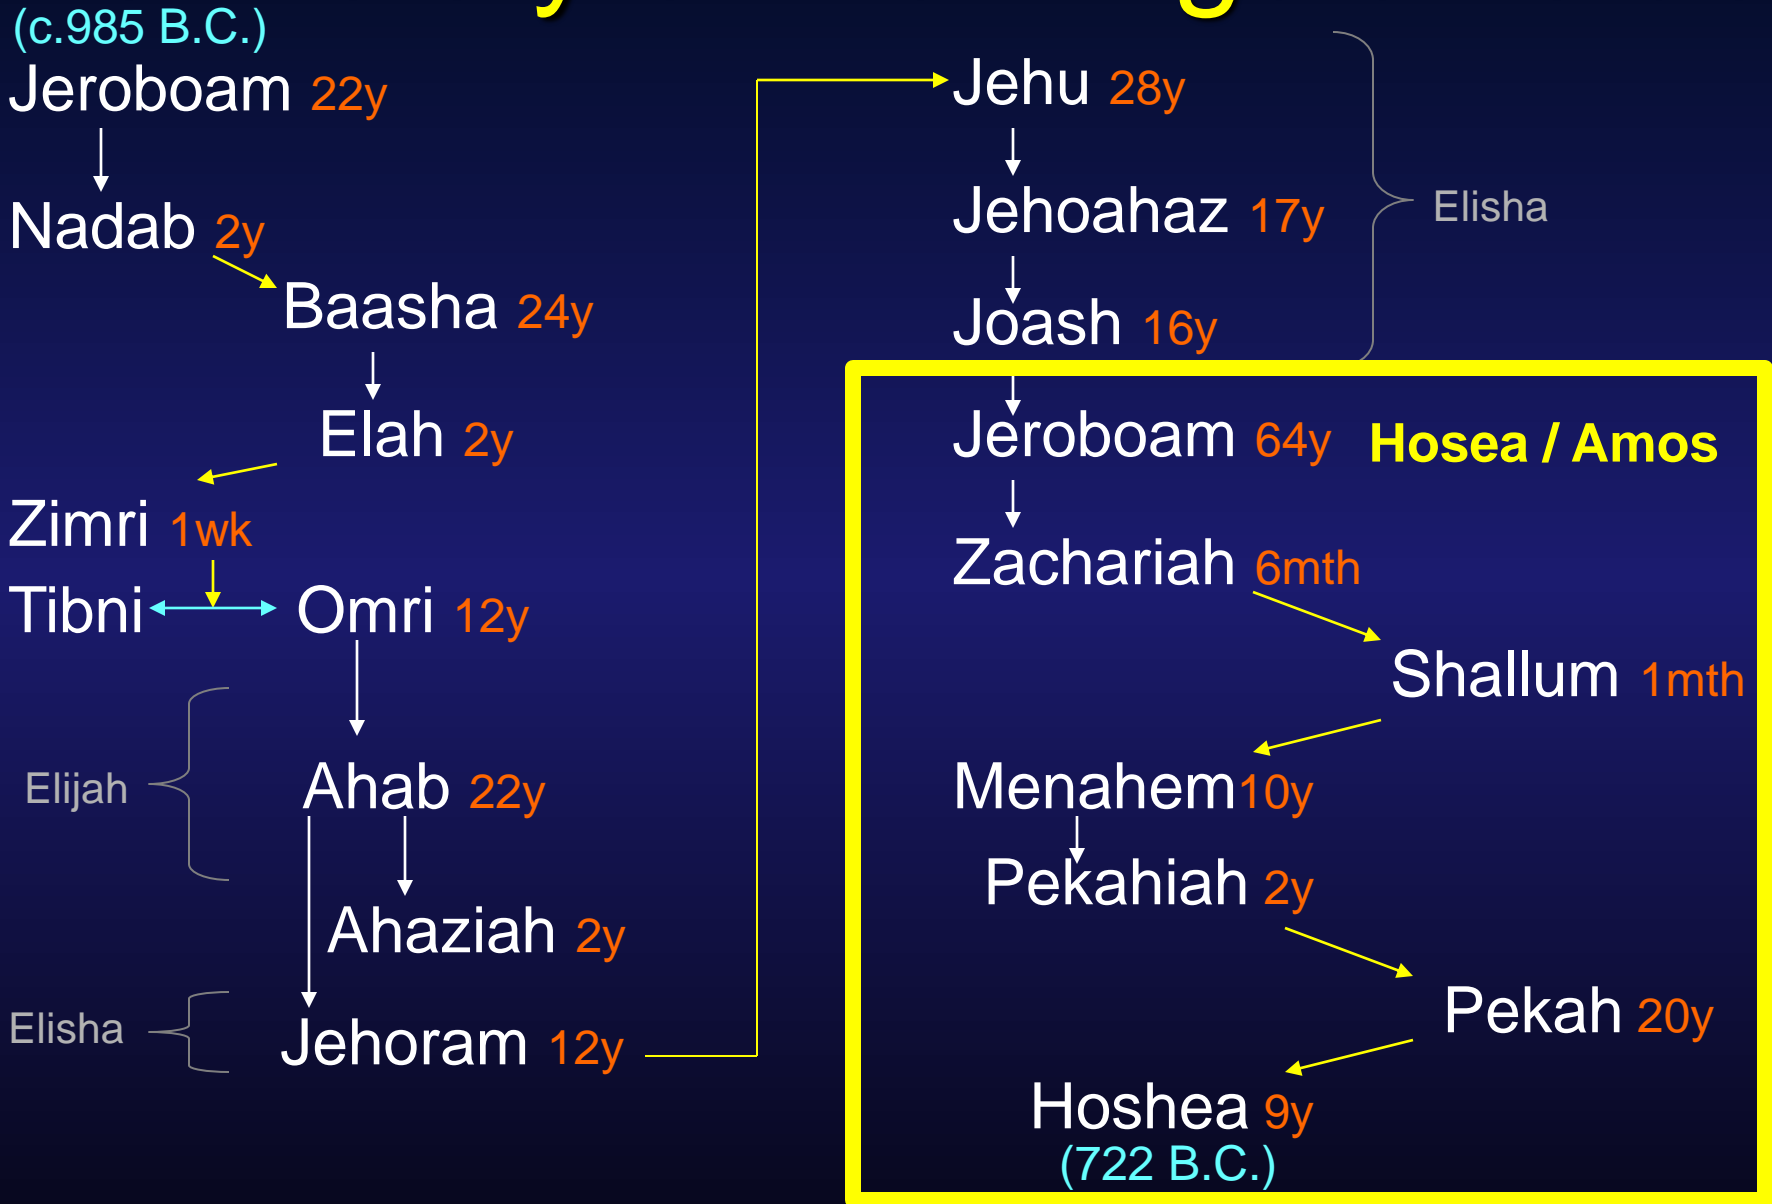 (c.985 B.C.)
Jeroboam 22y
Nadab 2y
Baasha 24y
Elah 2y
Zimri 1wk
Tibni
Omri 12y
Elijah
Ahab 22y
Ahaziah 2y
Elisha
Jehoram 12y
Jehu 28y
Jehoahaz 17y
Elisha
Joash 16y
Jeroboam 64y
Hosea / Amos
Zachariah 6mth
Shallum 1mth
Menahem10y
Pekahiah 2y
Pekah 20y
Hoshea 9y
(722 B.C.)